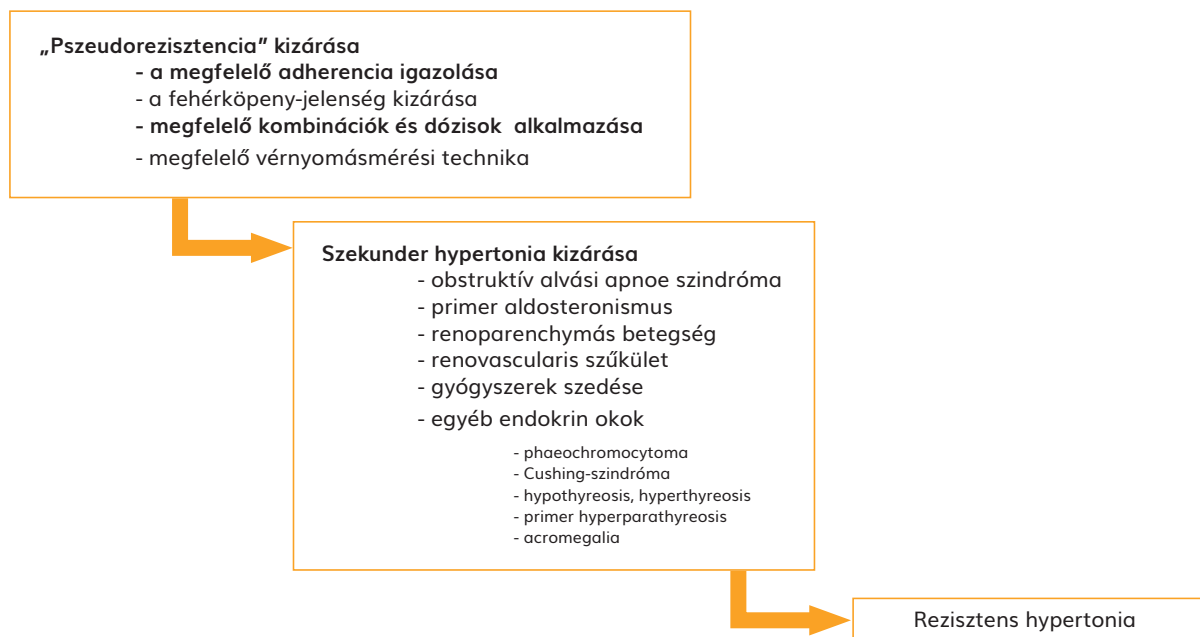 „Pszeudorezisztencia” kizárása
- a megfelelő adherencia igazolása
- a fehérköpeny-jelenség kizárása
- megfelelő kombinációk és dózisok alkalmazása
- megfelelő vérnyomásmérési technika
Szekunder hypertonia kizárása
- obstruktív alvási apnoe szindróma
- primer aldosteronismus
- renoparenchymás betegség
- renovascularis szűkület
- gyógyszerek szedése
- egyéb endokrin okok
- phaeochromocytoma
- Cushing-szindróma
- hypothyreosis, hyperthyreosis
- primer hyperparathyreosis
- acromegalia
Rezisztens hypertonia